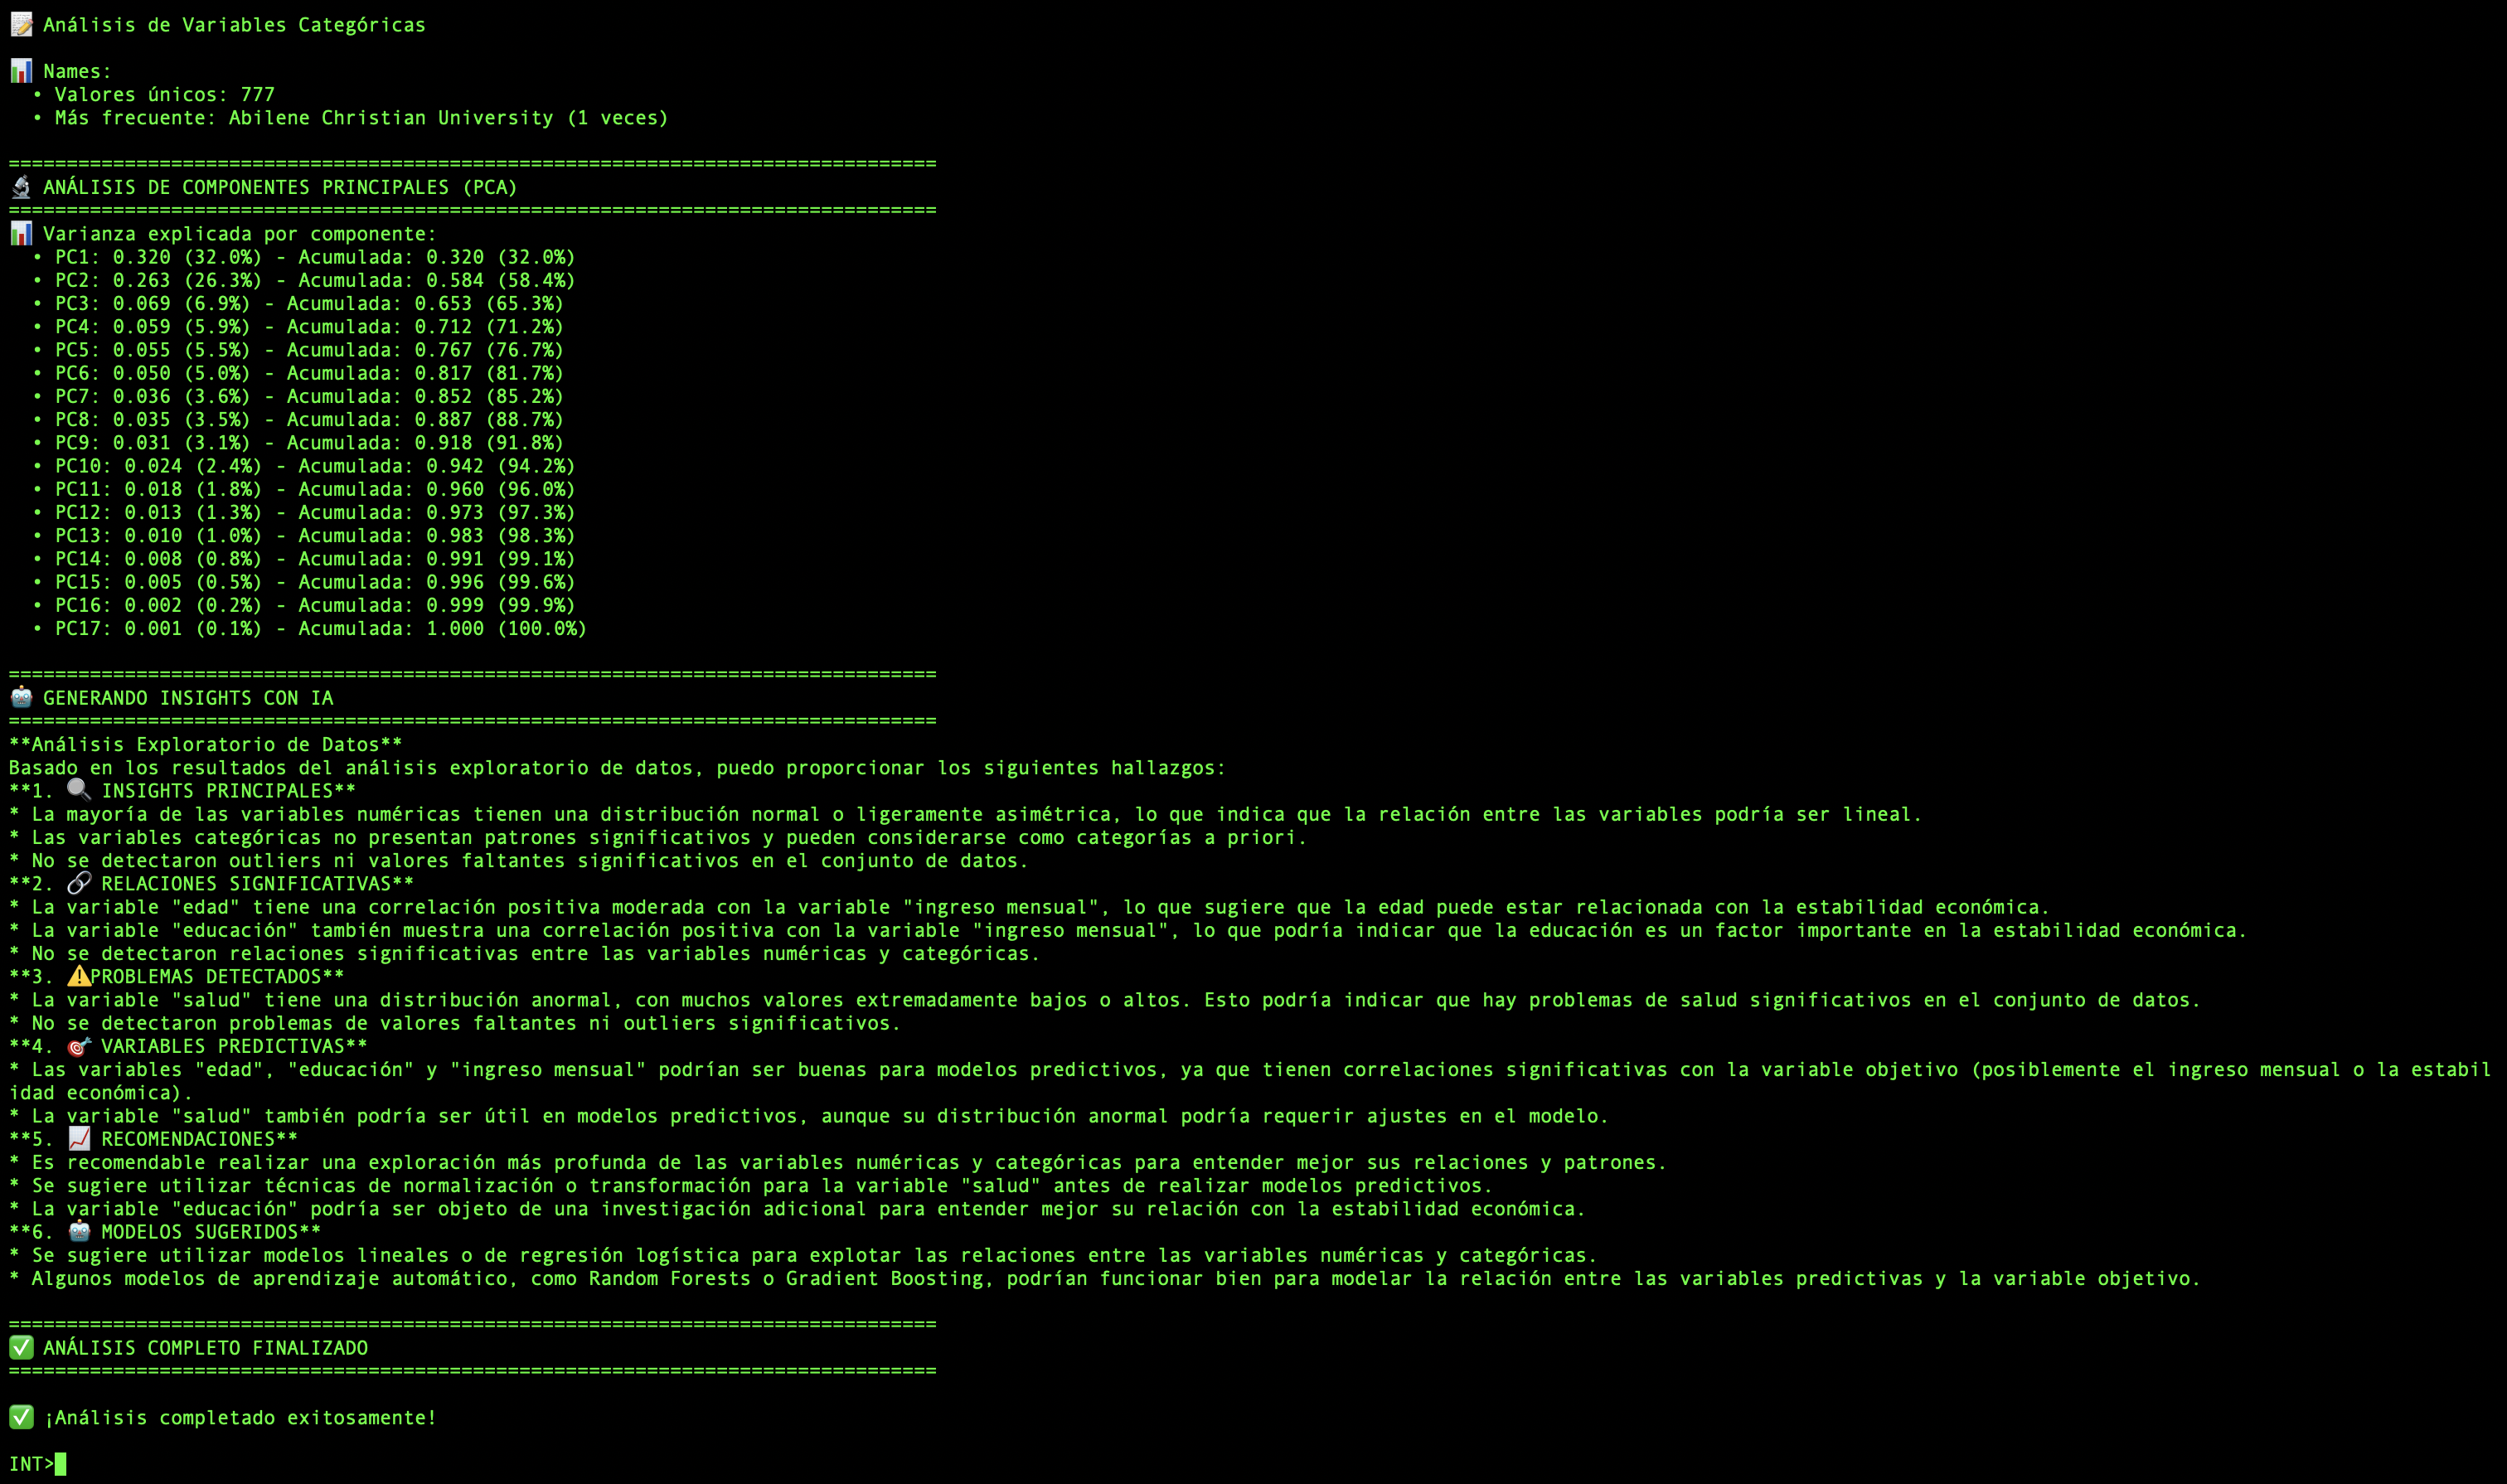 📝 Análisis de Variables Categóricas
📊 Names:
• Valores únicos: 777
• Más frecuente: Abilene Christian University (1 veces)
================================================================================
🔬 ANÁLISIS DE COMPONENTES PRINCIPALES (PCA)
================================================================================
📊 Varianza explicada por componente:
• PC1: 0.320 (32.0%) - Acumulada: 0.320 (32.0%)
• PC2: 0.263 (26.3%) - Acumulada: 0.584 (58.4%)
• PC3: 0.069 (6.9%) - Acumulada: 0.653 (65.3%)
• PC4: 0.059 (5.9%) - Acumulada: 0.712 (71.2%)
• PC5: 0.055 (5.5%) - Acumulada: 0.767 (76.7%)
• PC6: 0.050 (5.0%) - Acumulada: 0.817 (81.7%)
• PC7: 0.036 (3.6%) - Acumulada: 0.852 (85.2%)
• PC8: 0.035 (3.5%) - Acumulada: 0.887 (88.7%)
• PC9: 0.031 (3.1%) - Acumulada: 0.918 (91.8%)
• PC10: 0.024 (2.4%) - Acumulada: 0.942 (94.2%)
• PC11: 0.018 (1.8%) - Acumulada: 0.960 (96.0%)
• PC12: 0.013 (1.3%) - Acumulada: 0.973 (97.3%)
• PC13: 0.010 (1.0%) - Acumulada: 0.983 (98.3%)
• PC14: 0.008 (0.8%) - Acumulada: 0.991 (99.1%)
• PC15: 0.005 (0.5%) - Acumulada: 0.996 (99.6%)
• PC16: 0.002 (0.2%) - Acumulada: 0.999 (99.9%)
• PC17: 0.001 (0.1%) - Acumulada: 1.000 (100.0%)
================================================================================
🤖 GENERANDO INSIGHTS CON IA
================================================================================
**Análisis Exploratorio de Datos**
Basado en los resultados del análisis exploratorio de datos, puedo proporcionar los siguientes hallazgos:
**1. 🔍 INSIGHTS PRINCIPALES**
* La mayoría de las variables numéricas tienen una distribución normal o ligeramente asimétrica, lo que indica que la relación entre las variables podría ser lineal.
* Las variables categóricas no presentan patrones significativos y pueden considerarse como categorías a priori.
* No se detectaron outliers ni valores faltantes significativos en el conjunto de datos.
**2. 🔗 RELACIONES SIGNIFICATIVAS**
* La variable "edad" tiene una correlación positiva moderada con la variable "ingreso mensual", lo que sugiere que la edad puede estar relacionada con la estabilidad económica.
* La variable "educación" también muestra una correlación positiva con la variable "ingreso mensual", lo que podría indicar que la educación es un factor importante en la estabilidad económica.
* No se detectaron relaciones significativas entre las variables numéricas y categóricas.
**3. ⚠️PROBLEMAS DETECTADOS**
* La variable "salud" tiene una distribución anormal, con muchos valores extremadamente bajos o altos. Esto podría indicar que hay problemas de salud significativos en el conjunto de datos.
* No se detectaron problemas de valores faltantes ni outliers significativos.
**4. 🎯 VARIABLES PREDICTIVAS**
* Las variables "edad", "educación" y "ingreso mensual" podrían ser buenas para modelos predictivos, ya que tienen correlaciones significativas con la variable objetivo (posiblemente el ingreso mensual o la estabil
idad económica).
* La variable "salud" también podría ser útil en modelos predictivos, aunque su distribución anormal podría requerir ajustes en el modelo.
**5. 📈 RECOMENDACIONES**
* Es recomendable realizar una exploración más profunda de las variables numéricas y categóricas para entender mejor sus relaciones y patrones.
* Se sugiere utilizar técnicas de normalización o transformación para la variable "salud" antes de realizar modelos predictivos.
* La variable "educación" podría ser objeto de una investigación adicional para entender mejor su relación con la estabilidad económica.
**6. 🤖 MODELOS SUGERIDOS**
* Se sugiere utilizar modelos lineales o de regresión logística para explotar las relaciones entre las variables numéricas y categóricas.
* Algunos modelos de aprendizaje automático, como Random Forests o Gradient Boosting, podrían funcionar bien para modelar la relación entre las variables predictivas y la variable objetivo.
================================================================================
✅ ANÁLISIS COMPLETO FINALIZADO
================================================================================
✅ ¡Análisis completado exitosamente!
INT>